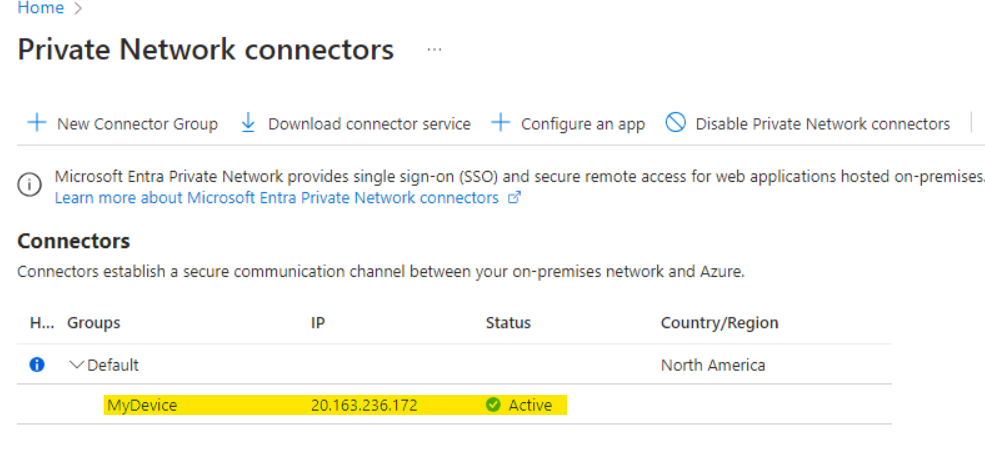 Home >
Private Network connectors ...
New Connector Group Download connector service Configure an app Disable Private Network connectors
Microsoft Entra Private Network provides single sign-on (SSO) and secure remote access for web applications hosted on-premises.
Learn more about Microsoft Entra Private Network connectors
Connectors
Connectors establish a secure communication channel between your on-premises network and Azure.
H... Groups IP Status Country/Region
Default North America
MyDevice 20.163.236.172 Active